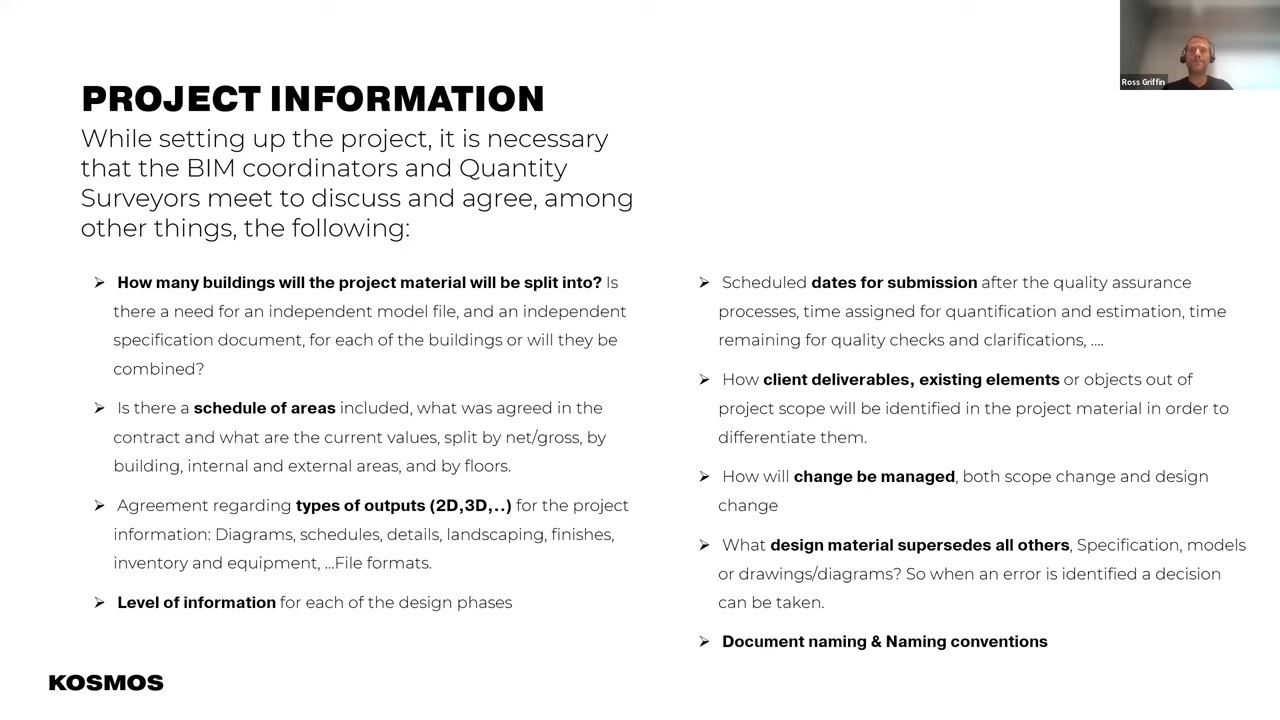 Ross Griffin
PROJECT INFORMATION
While setting up the project, it is necessary
that the BIM coordinators and Quantity
Surveyors meet to discuss and agree, among
other things, the following:
➢ How many buildings will the project material will be split into? Is
there a need for an independent model file, and an independent
specification document, for each of the buildings or will they be
combined?
➢ Is there a schedule of areas included, what was agreed in the
contract and what are the current values, split by net/gross, by
building, internal and external areas, and by floors.
➢ Agreement regarding types of outputs (2D,3D,..) for the project
information: Diagrams, schedules, details, landscaping, finishes,
inventory and equipment, ...File formats.
➢ Level of information for each of the design phases
➢ Scheduled dates for submission after the quality assurance
processes, time assigned for quantification and estimation, time
remaining for quality checks and clarifications, ....
➢ How client deliverables, existing elements or objects out of
project scope will be identified in the project material in order to
differentiate them.
➢ How will change be managed, both scope change and design
change
➢ What design material supersedes all others, Specification, models
or drawings/diagrams? So when an error is identified a decision
can be taken.
➢ Document naming & Naming conventions
KOSMOS